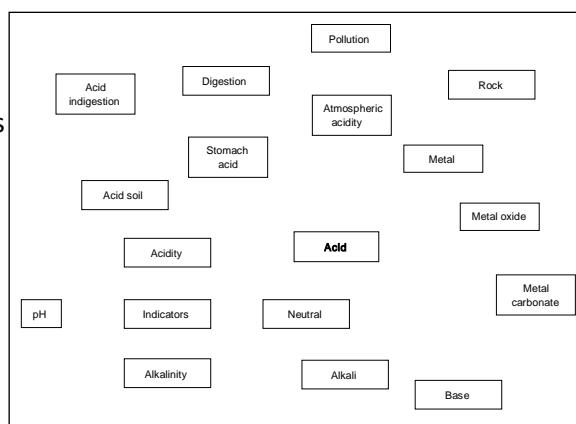 Pollution
Acid
indigestion
Digestion
Rock
Atmospheric
acidity
Stomach
acid
Metal
Acid soil
Metal oxide
Acidity
Acid
Metal
carbonate
pH
Indicators
Neutral
Alkalinity
Alkali
Base